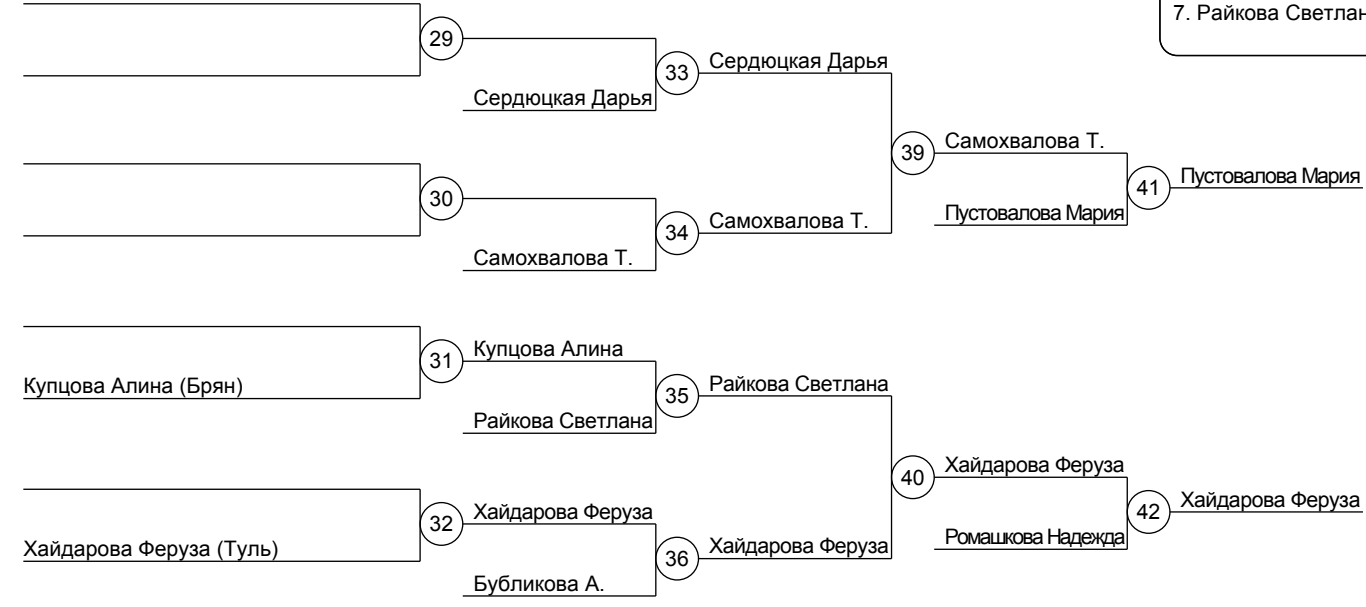 7. Райкова Светлан
29
33
Сердюцкая Дарья
Сердюцкая Дарья
39
Самохвалова Т.
41
Пустовалова Мария
30
34
Самохвалова Т.
Пустовалова Мария
Самохвалова Т.
31
Купцова Алина
Купцова Алина (Брян)
35
Райкова Светлана
Райкова Светлана
40
Хайдарова Феруза
42
Хайдарова Феруза
32
Хайдарова Феруза
Ромашкова Надежда
Хайдарова Феруза (Туль)
36
Хайдарова Феруза
Бубликова А.